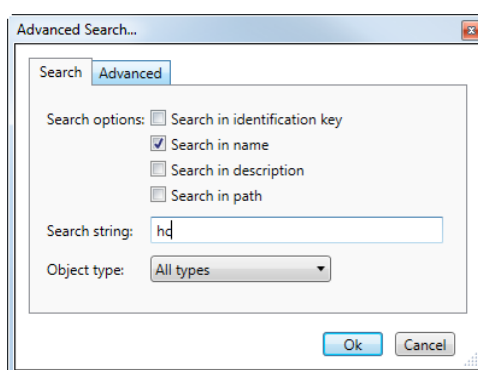 Advanced Search...
Search Advanced
Search options: Search in identification key
Search in name
Search in description
Search in path
Search string: hc
Object type: All types
Ok Cancel